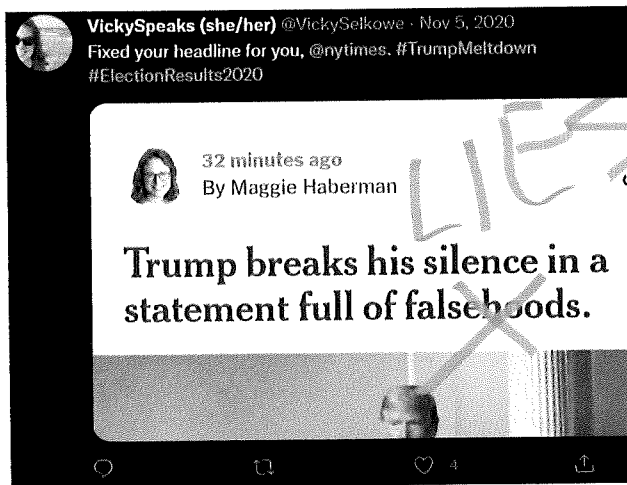 VickySpeaks (she/her) @VickySelkowe · Nov 5, 2020
Fixed your headline for you, @nytimes. #TrumpMeltdown
#ElectionResults2020
LIES
32 minutes ago
By Maggie Haberman
Trump breaks his silence in a
statement full of falsehoods.
4